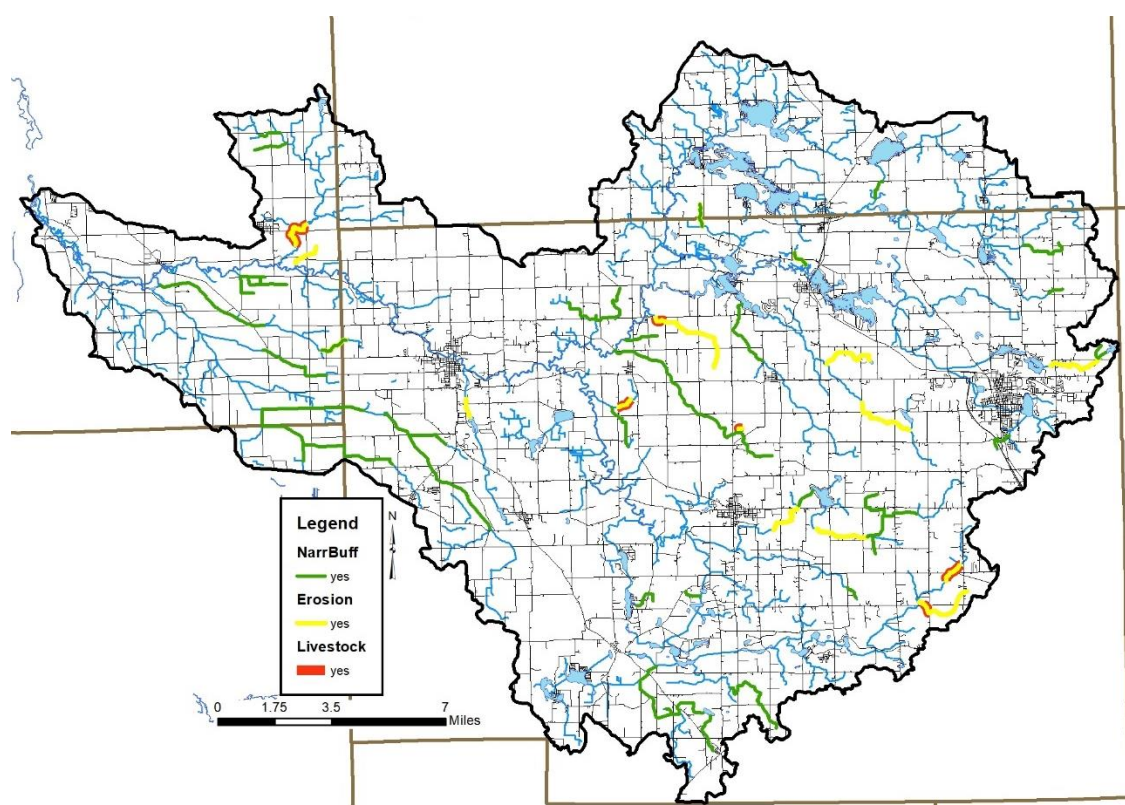 N
Legend
NarrBuff
yes
Erosion
yes
Livestock
yes
0 1.75 3.5 7
Miles